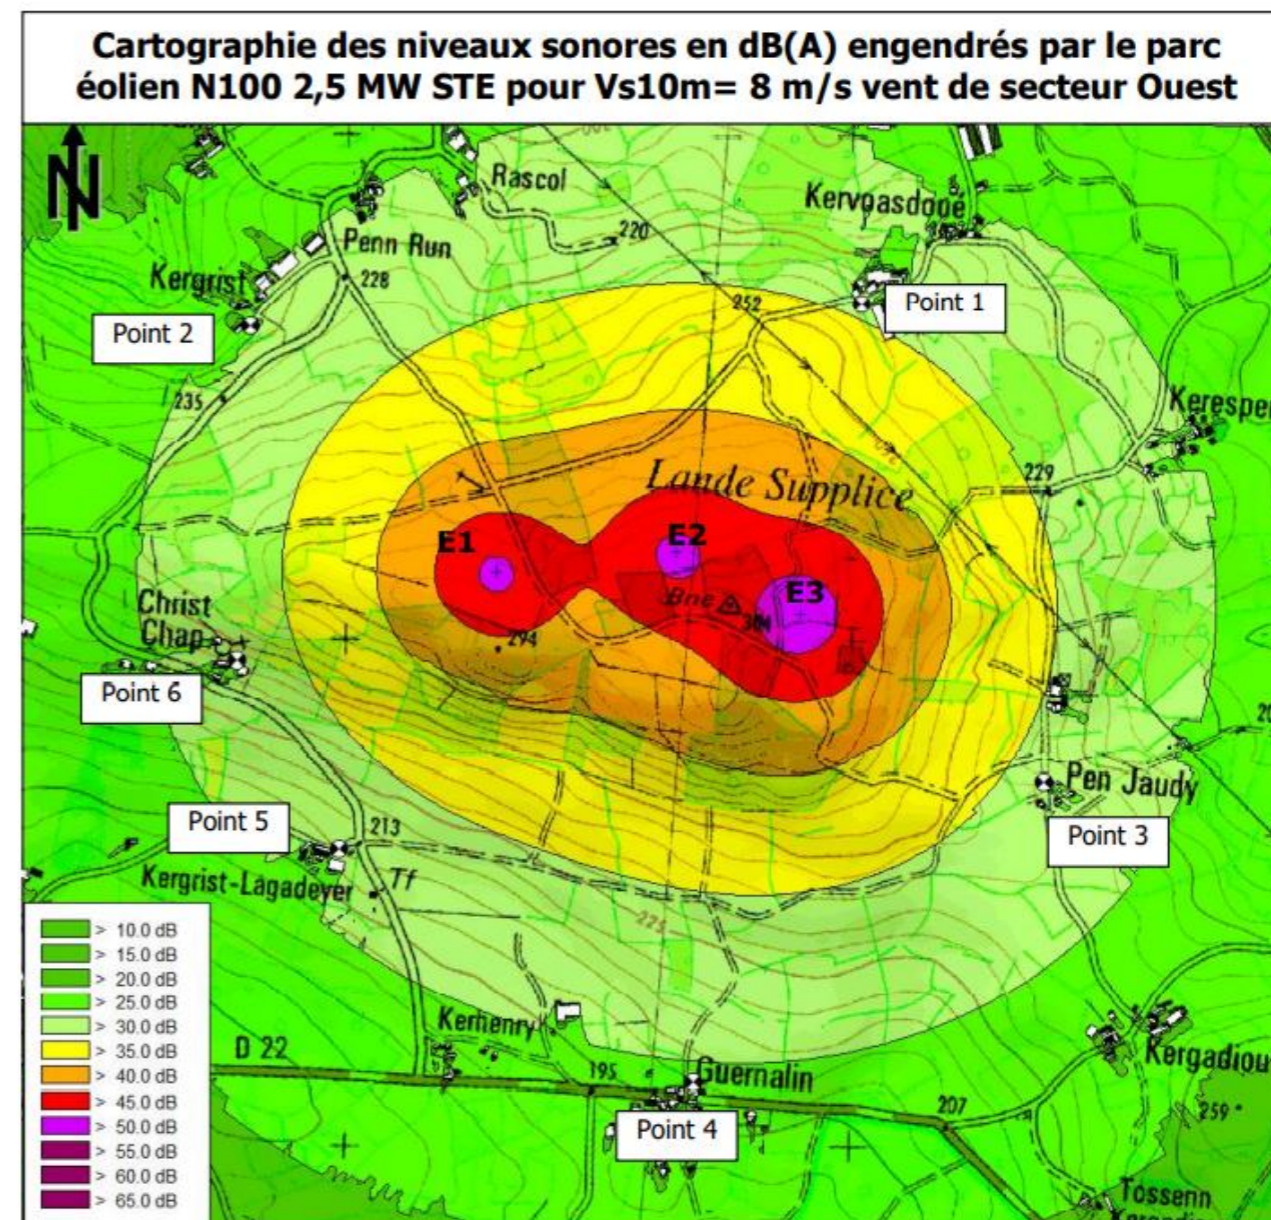 Cartographie des niveaux sonores en dB(A) engendrés par le parc
éolien N100 2,5 MW STE pour Vs10m= 8 m/s vent de secteur Ouest
N
Rascol
Kervoasdoué
220
Penn Run
Kergrist
228
252
Point 1
Point 2
235
Keresper
229
Lande Supplice
E1
E2
E3
Bne
304
294
Christ
Chap
Point 6
Pen Jaudy
Point 5
213
Point 3
Kergrist-Lagadeyer
Tf
225
> 10.0 dB
> 15.0 dB
> 20.0 dB
> 25.0 dB
> 30.0 dB
> 35.0 dB
> 40.0 dB
> 45.0 dB
> 50.0 dB
> 55.0 dB
> 60.0 dB
> 65.0 dB
Kerhenry
D 22
Kergadiou
195
Guernalin
207
259
Point 4
Tossenn